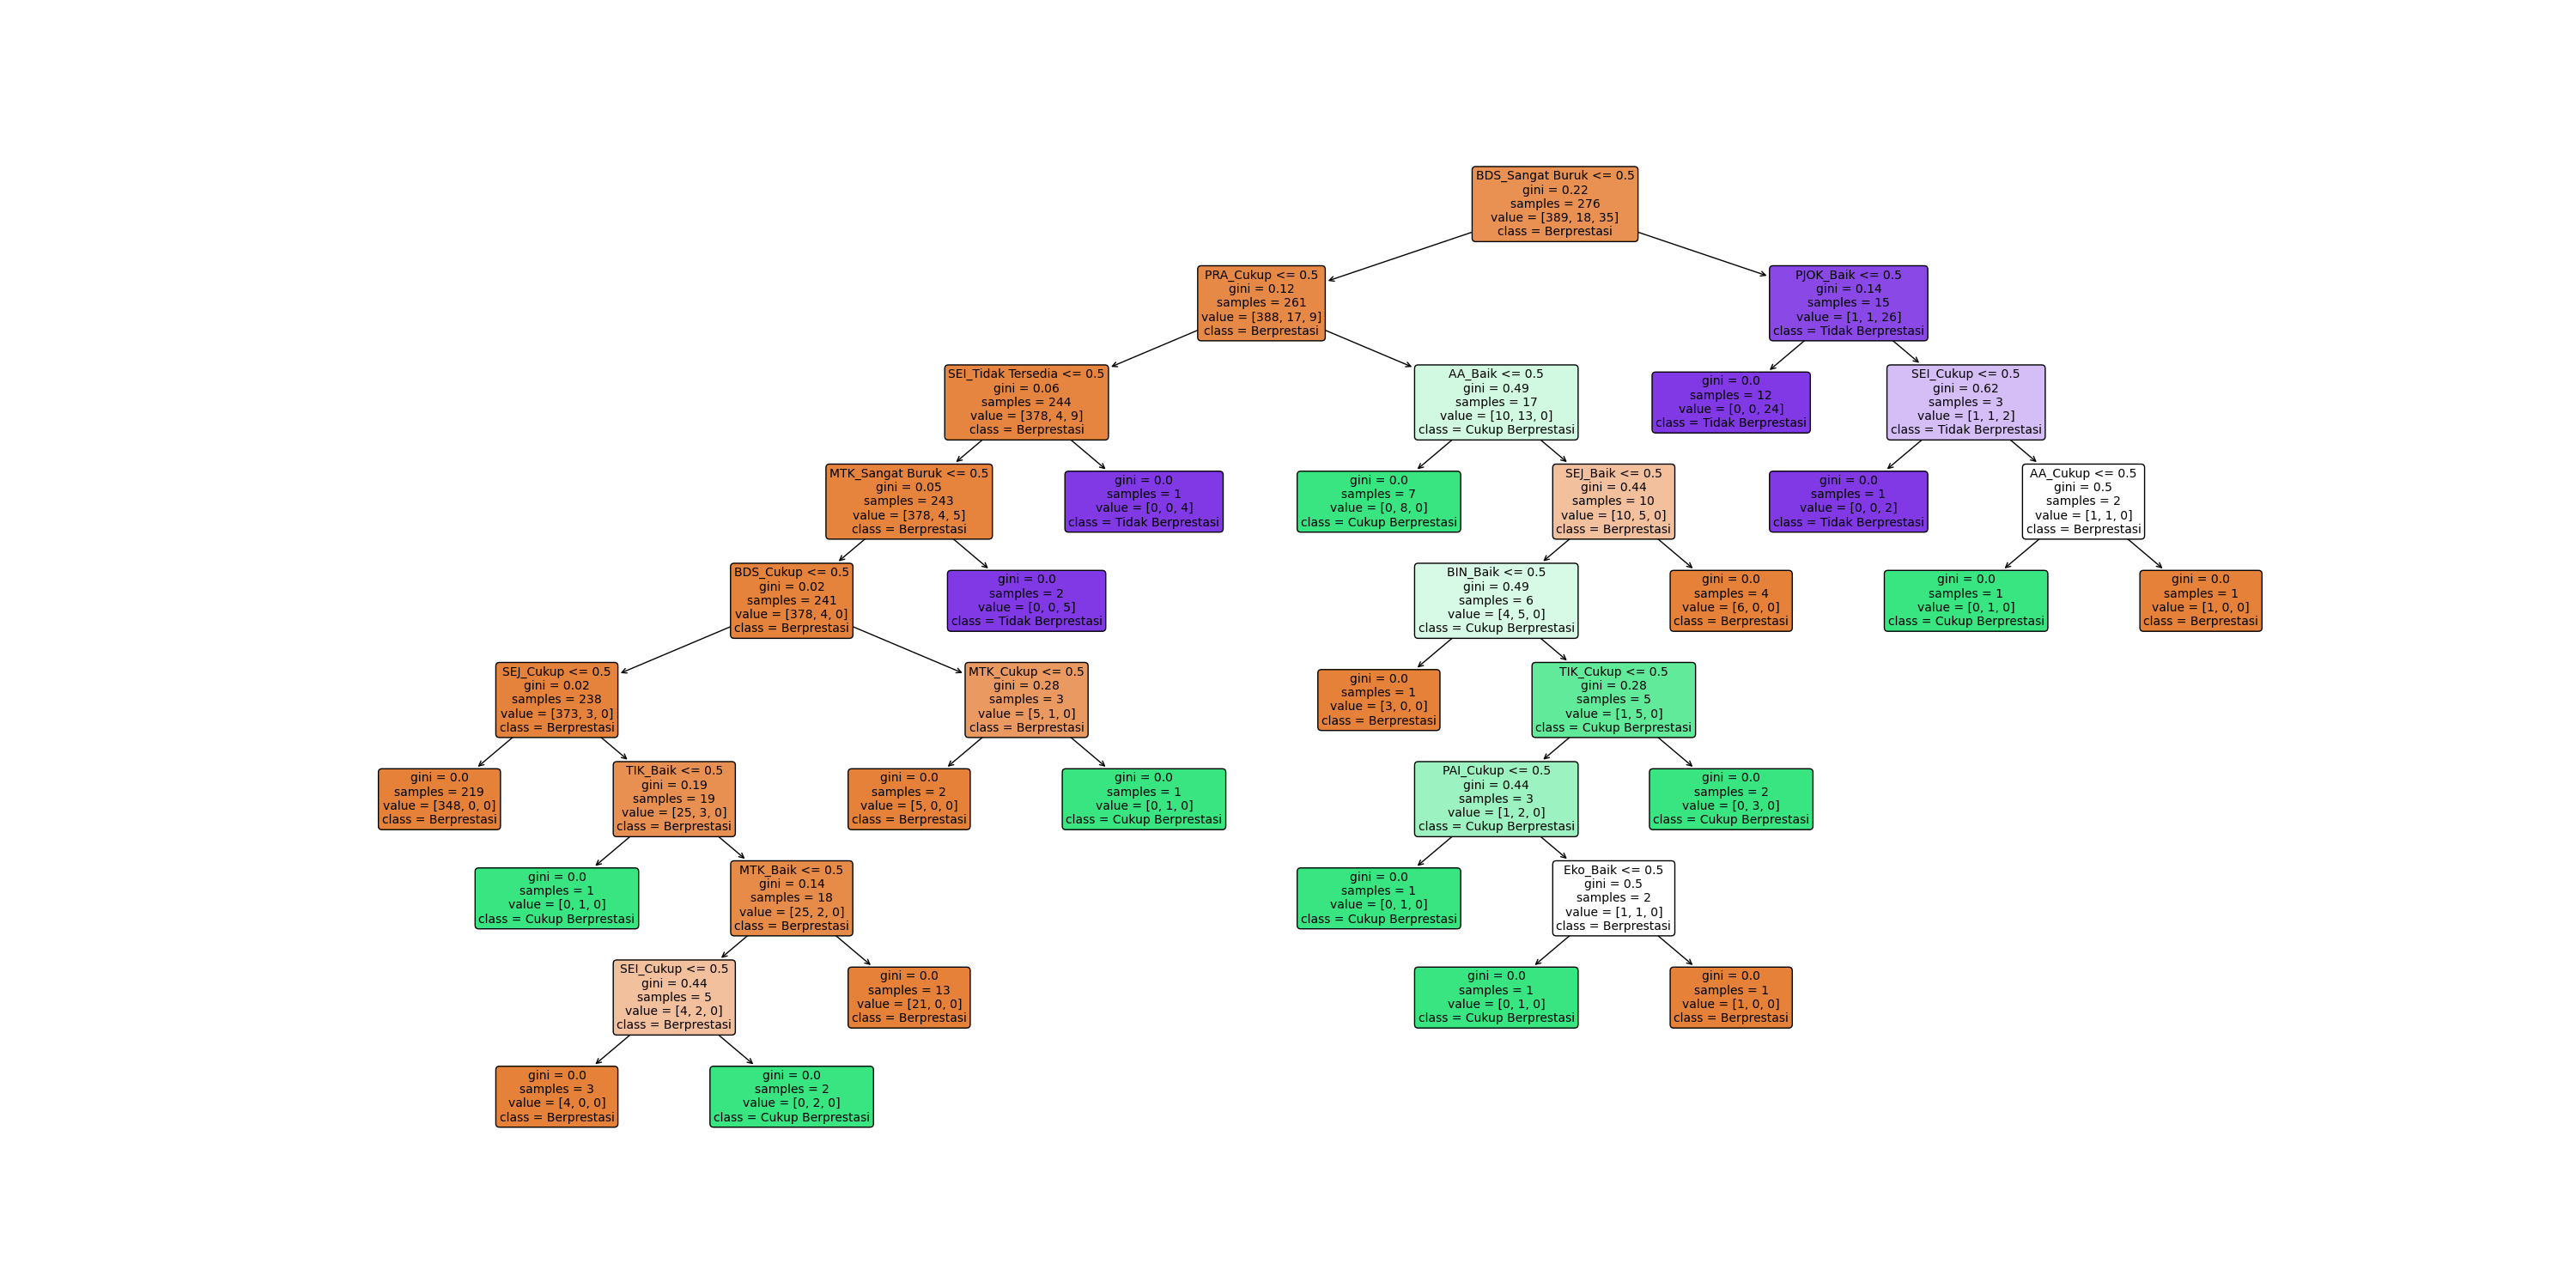 BDS_Sangat Buruk <= 0.5
gini = 0.22
samples = 276
value = [389, 18, 35]
class = Berprestasi
PRA_Cukup <= 0.5
gini = 0.12
samples = 261
value = [388, 17, 9]
class = Berprestasi
PJOK_Baik <= 0.5
gini = 0.14
samples = 15
value = [1, 1, 26]
class = Tidak Berprestasi
SEI_Tidak Tersedia <= 0.5
gini = 0.06
samples = 244
value = [378, 4, 9]
class = Berprestasi
AA_Baik <= 0.5
gini = 0.49
samples = 17
value = [10, 13, 0]
class = Cukup Berprestasi
gini = 0.0
samples = 12
value = [0, 0, 24]
class = Tidak Berprestasi
SEI_Cukup <= 0.5
gini = 0.62
samples = 3
value = [1, 1, 2]
class = Tidak Berprestasi
MTK_Sangat Buruk <= 0.5
gini = 0.05
samples = 243
value = [378, 4, 5]
class = Berprestasi
gini = 0.0
samples = 1
value = [0, 0, 4]
class = Tidak Berprestasi
gini = 0.0
samples = 7
value = [0, 8, 0]
class = Cukup Berprestasi
SEJ_Baik <= 0.5
gini = 0.44
samples = 10
value = [10, 5, 0]
class = Berprestasi
gini = 0.0
samples = 1
value = [0, 0, 2]
class = Tidak Berprestasi
AA_Cukup <= 0.5
gini = 0.5
samples = 2
value = [1, 1, 0]
class = Berprestasi
BDS_Cukup <= 0.5
gini = 0.02
samples = 241
value = [378, 4, 0]
class = Berprestasi
gini = 0.0
samples = 2
value = [0, 0, 5]
class = Tidak Berprestasi
BIN_Baik <= 0.5
gini = 0.49
samples = 6
value = [4, 5, 0]
class = Cukup Berprestasi
gini = 0.0
samples = 4
value = [6, 0, 0]
class = Berprestasi
gini = 0.0
samples = 1
value = [0, 1, 0]
class = Cukup Berprestasi
gini = 0.0
samples = 1
value = [1, 0, 0]
class = Berprestasi
SEJ_Cukup <= 0.5
gini = 0.02
samples = 238
value = [373, 3, 0]
class = Berprestasi
MTK_Cukup <= 0.5
gini = 0.28
samples = 3
value = [5, 1, 0]
class = Berprestasi
gini = 0.0
samples = 1
value = [3, 0, 0]
class = Berprestasi
TIK_Cukup <= 0.5
gini = 0.28
samples = 5
value = [1, 5, 0]
class = Cukup Berprestasi
gini = 0.0
samples = 219
value = [348, 0, 0]
class = Berprestasi
TIK_Baik <= 0.5
gini = 0.19
samples = 19
value = [25, 3, 0]
class = Berprestasi
gini = 0.0
samples = 2
value = [5, 0, 0]
class = Berprestasi
gini = 0.0
samples = 1
value = [0, 1, 0]
class = Cukup Berprestasi
PAI_Cukup <= 0.5
gini = 0.44
samples = 3
value = [1, 2, 0]
class = Cukup Berprestasi
gini = 0.0
samples = 2
value = [0, 3, 0]
class = Cukup Berprestasi
gini = 0.0
samples = 1
value = [0, 1, 0]
class = Cukup Berprestasi
MTK_Baik <= 0.5
gini = 0.14
samples = 18
value = [25, 2, 0]
class = Berprestasi
gini = 0.0
samples = 1
value = [0, 1, 0]
class = Cukup Berprestasi
Eko_Baik <= 0.5
gini = 0.5
samples = 2
value = [1, 1, 0]
class = Berprestasi
SEI_Cukup <= 0.5
gini = 0.44
samples = 5
value = [4, 2, 0]
class = Berprestasi
gini = 0.0
samples = 13
value = [21, 0, 0]
class = Berprestasi
gini = 0.0
samples = 1
value = [0, 1, 0]
class = Cukup Berprestasi
gini = 0.0
samples = 1
value = [1, 0, 0]
class = Berprestasi
gini = 0.0
samples = 3
value = [4, 0, 0]
class = Berprestasi
gini = 0.0
samples = 2
value = [0, 2, 0]
class = Cukup Berprestasi